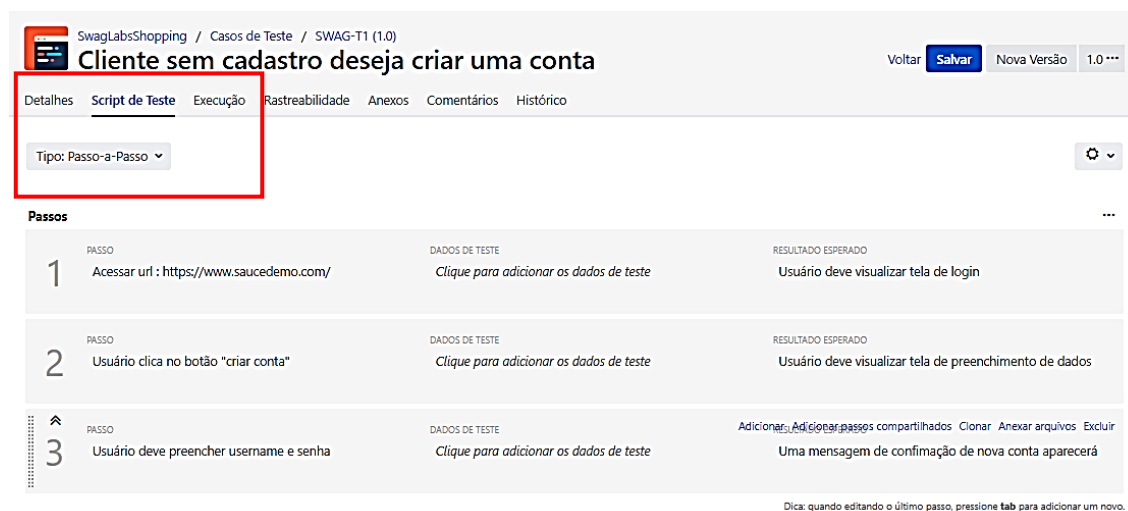 SwagLabsShopping / Casos de Teste / SWAG-T1 (1.0)
Cliente sem cadastro deseja criar uma conta
Voltar Salvar Nova Versão 1.0 ···
Detalhes Script de Teste Execução Rastreabilidade Anexos Comentários Histórico
Tipo: Passo-a-Passo
Passos ···
PASSO DADOS DE TESTE RESULTADO ESPERADO
1 Acessar url : https://www.saucedemo.com/ Clique para adicionar os dados de teste Usuário deve visualizar tela de login
PASSO DADOS DE TESTE RESULTADO ESPERADO
2 Usuário clica no botão "criar conta" Clique para adicionar os dados de teste Usuário deve visualizar tela de preenchimento de dados
Adicionar Adicionar passos compartilhados Clonar Anexar arquivos Excluir
PASSO DADOS DE TESTE RESULTADO ESPERADO
3 Usuário deve preencher username e senha Clique para adicionar os dados de teste Uma mensagem de confimação de nova conta aparecerá
Dica: quando editando o último passo, pressione tab para adicionar um novo.